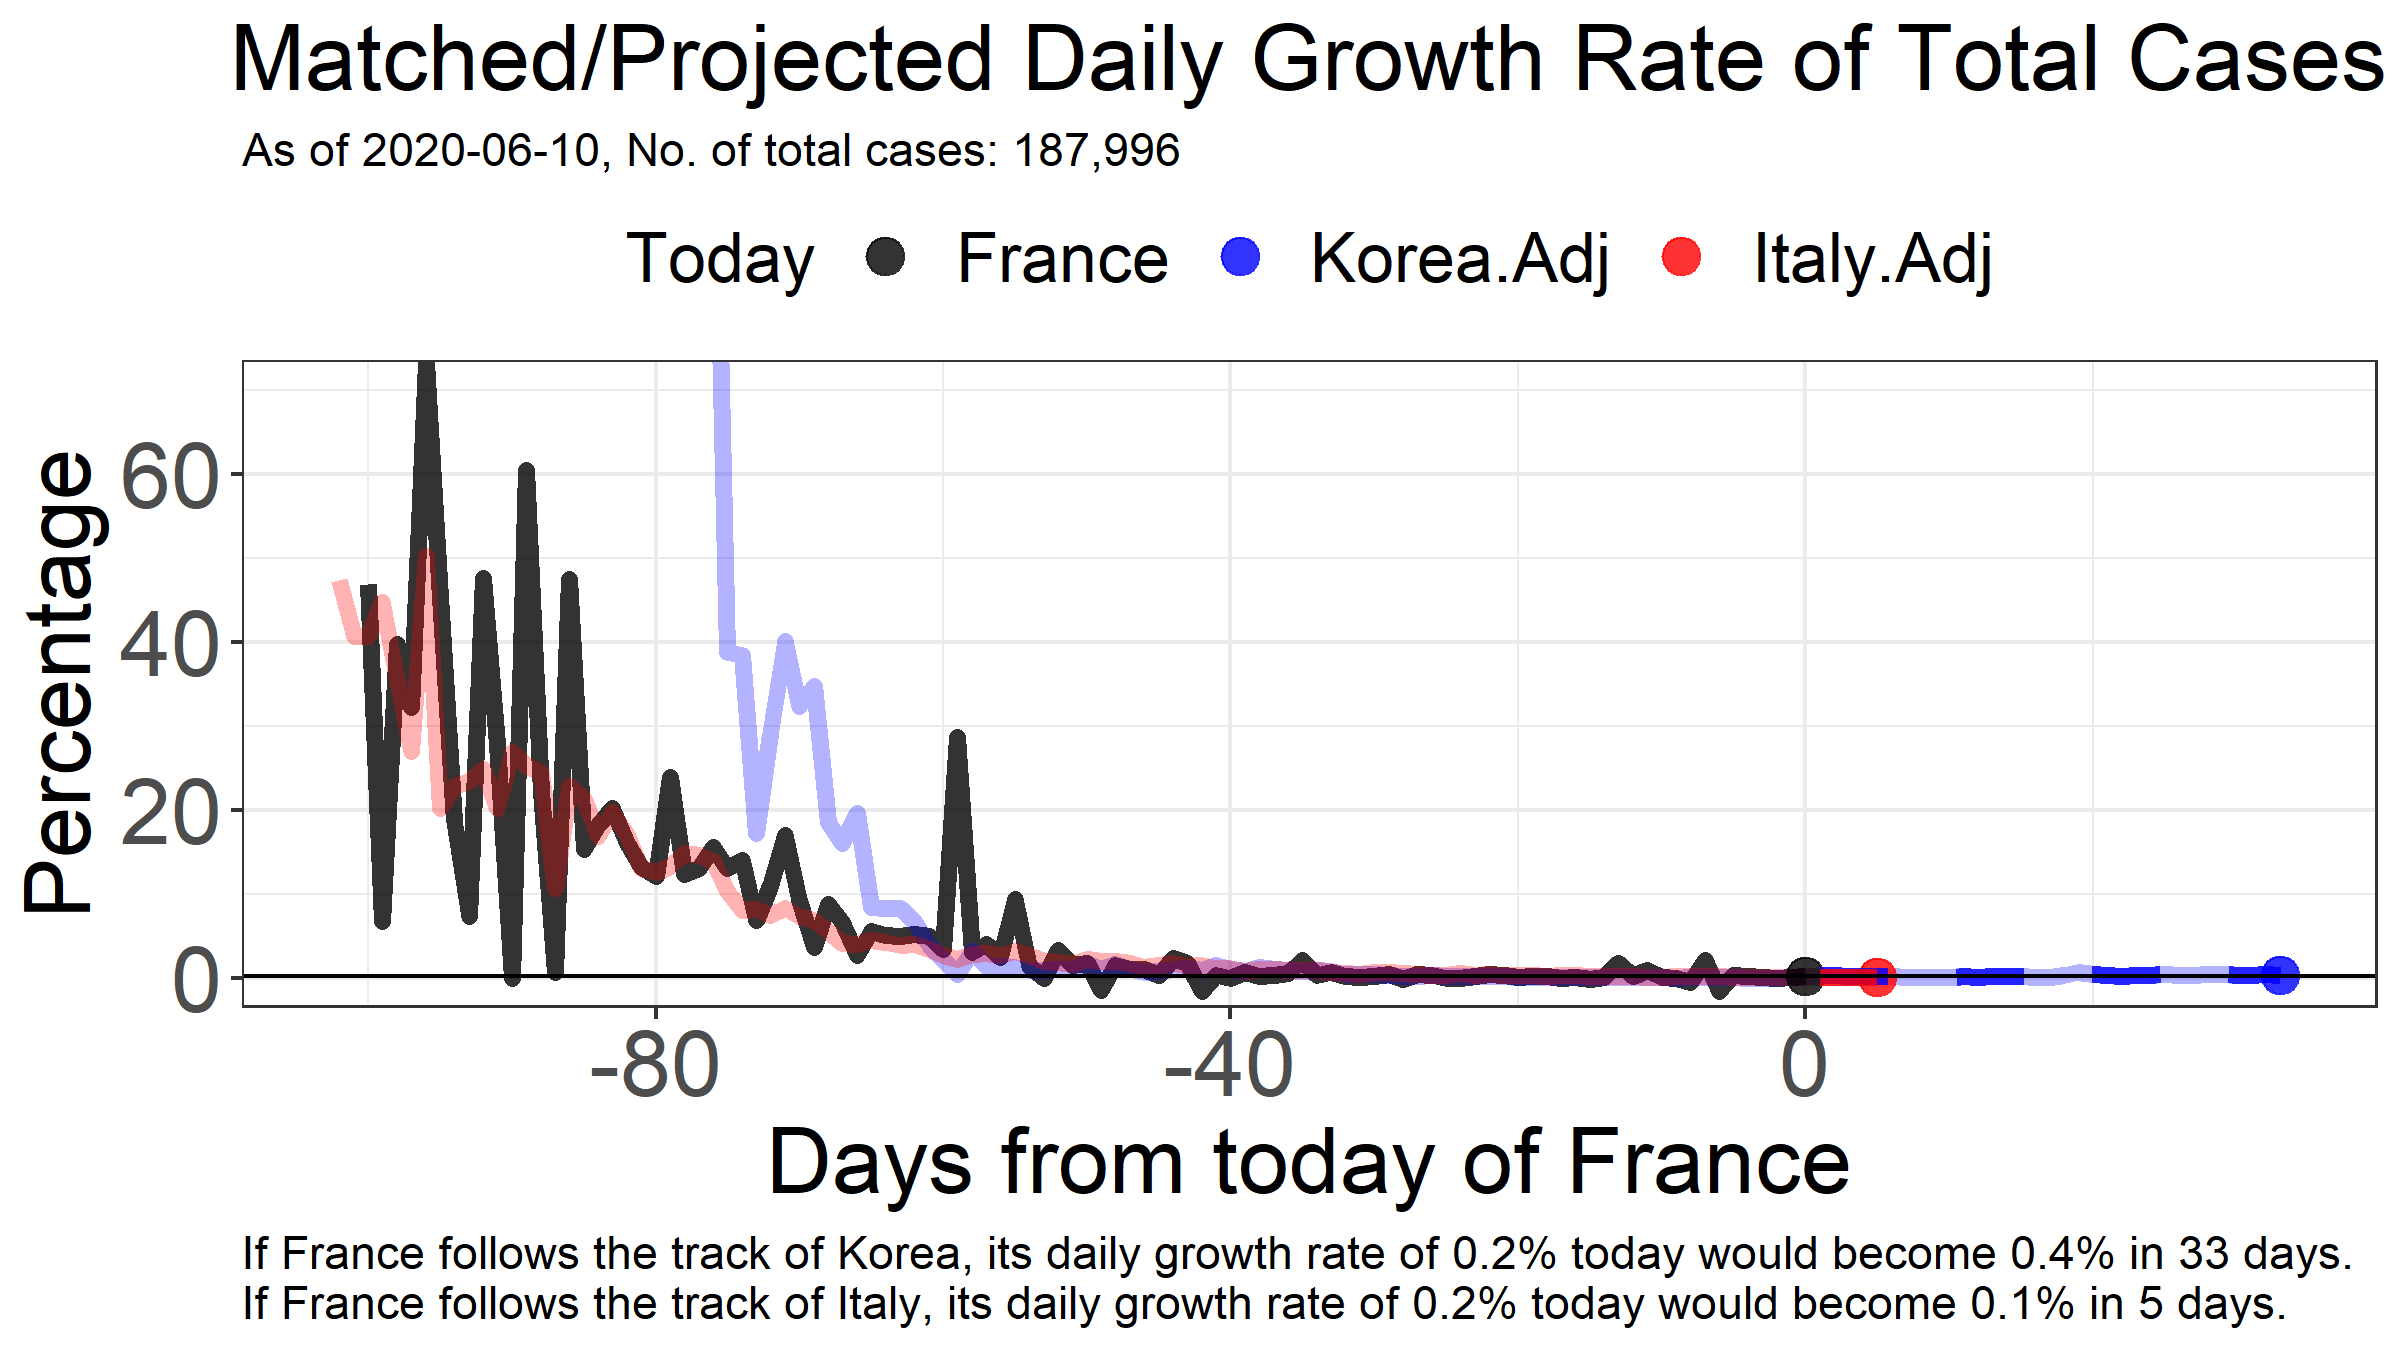 Matched/Projected Daily Growth Rate of Total Cases
As of 2020-06-10, No. of total cases: 187,996
Today France Korea.Adj Italy.Adj
Percentage
60
40
20
0
-80 -40 0
Days from today of France
If France follows the track of Korea, its daily growth rate of 0.2% today would become 0.4% in 33 days.
If France follows the track of Italy, its daily growth rate of 0.2% today would become 0.1% in 5 days.